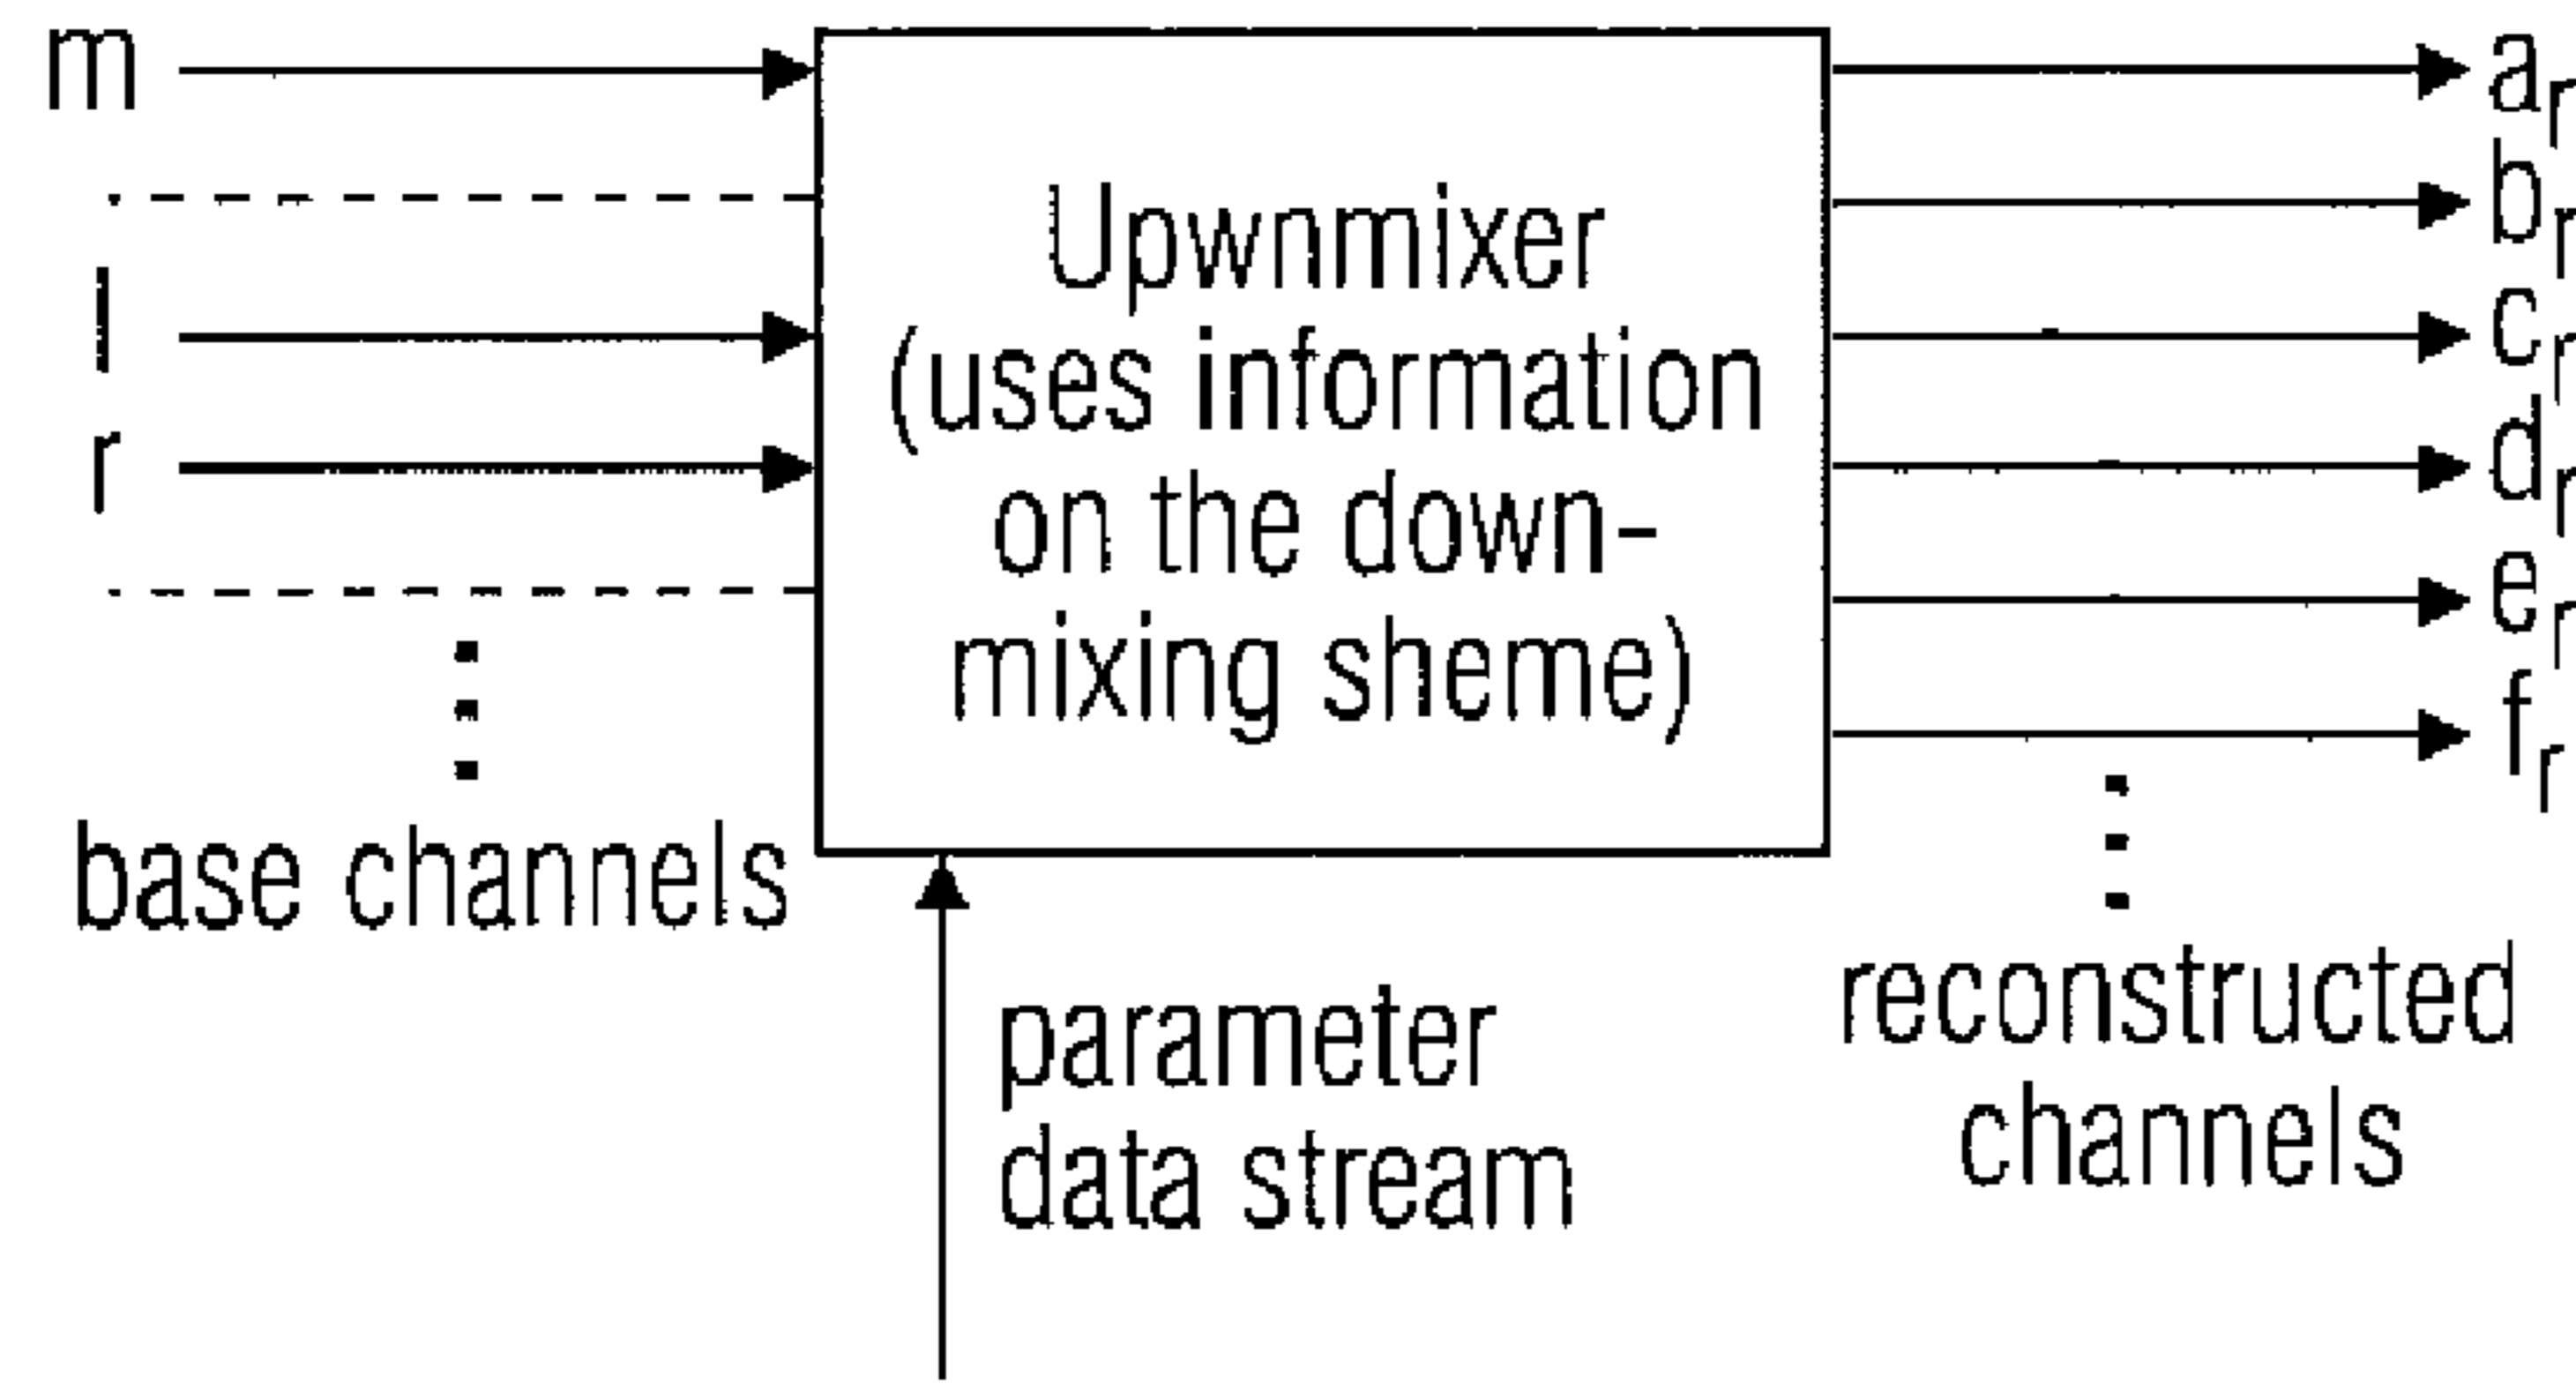 m
l
r
base channels
Upwnmixer
(uses information
on the down-
mixing sheme)
parameter
data stream
a_r
b_r
c_r
d_r
e_r
f_r
reconstructed
channels